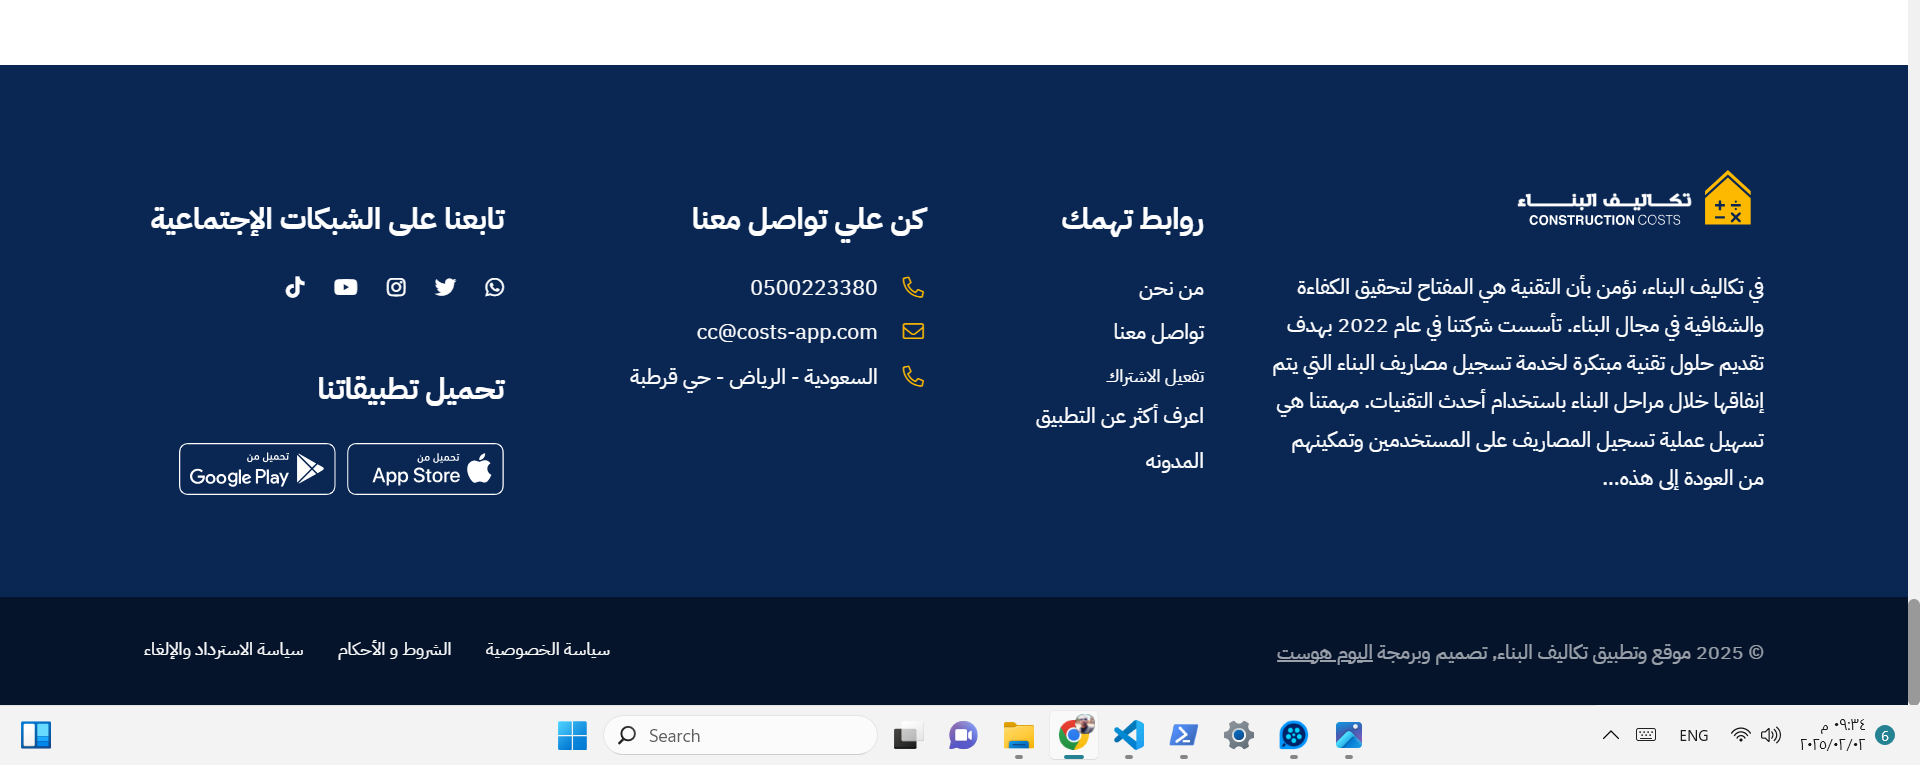 تكاليف البناء
CONSTRUCTION COSTS
في تكاليف البناء، نؤمن بأن التقنية هي المفتاح لتحقيق الكفاءة
والشفافية في مجال البناء. تأسست شركتنا في عام 2022 بهدف
تقديم حلول تقنية مبتكرة لخدمة تسجيل مصاريف البناء التي يتم
إنفاقها خلال مراحل البناء باستخدام أحدث التقنيات. مهمتنا هي
تسهيل عملية تسجيل المصاريف على المستخدمين وتمكينهم
من العودة إلى هذه...
روابط تهمك
من نحن
تواصل معنا
تفعيل الاشتراك
اعرف أكثر عن التطبيق
المدونه
كن علي تواصل معنا
0500223380
cc@costs-app.com
السعودية - الرياض - حي قرطبة
تابعنا على الشبكات الإجتماعية
تحميل تطبيقاتنا
تحميل من
App Store
تحميل من
Google Play
© 2025 موقع وتطبيق تكاليف البناء, تصميم وبرمجة اليوم هوست
سياسة الخصوصية
الشروط و الأحكام
سياسة الاسترداد والإلغاء
Search
ENG
٠٩:٣٤ م
٢٠٢٥/٠٢/٠٢
6